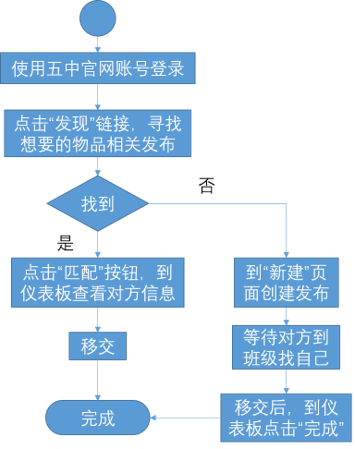 使用五中官网账号登录
点击“发现”链接，寻找
想要的物品相关发布
找到
否
是
点击“匹配”按钮，到
仪表板查看对方信息
到“新建”页
面创建发布
移交
等待对方到
班级找自己
完成
移交后，到仪
表板点击“完成”